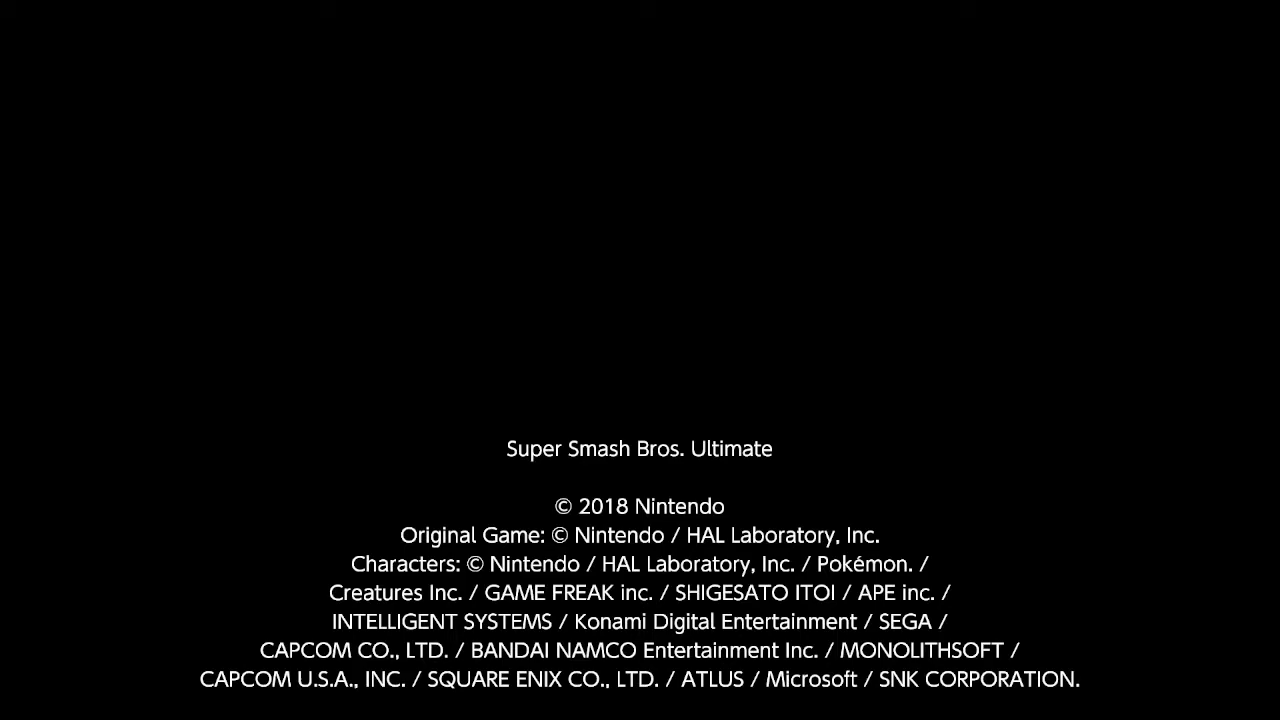 Super Smash Bros. Ultimate
© 2018 Nintendo
Original Game: © Nintendo / HAL Laboratory, Inc.
Characters: © Nintendo / HAL Laboratory, Inc. / Pokémon. /
Creatures Inc. / GAME FREAK inc. / SHIGESATO ITOI / APE inc. /
INTELLIGENT SYSTEMS / Konami Digital Entertainment / SEGA /
CAPCOM CO., LTD. / BANDAI NAMCO Entertainment Inc. / MONOLITHSOFT /
CAPCOM U.S.A., INC. / SQUARE ENIX CO., LTD. / ATLUS / Microsoft / SNK CORPORATION.